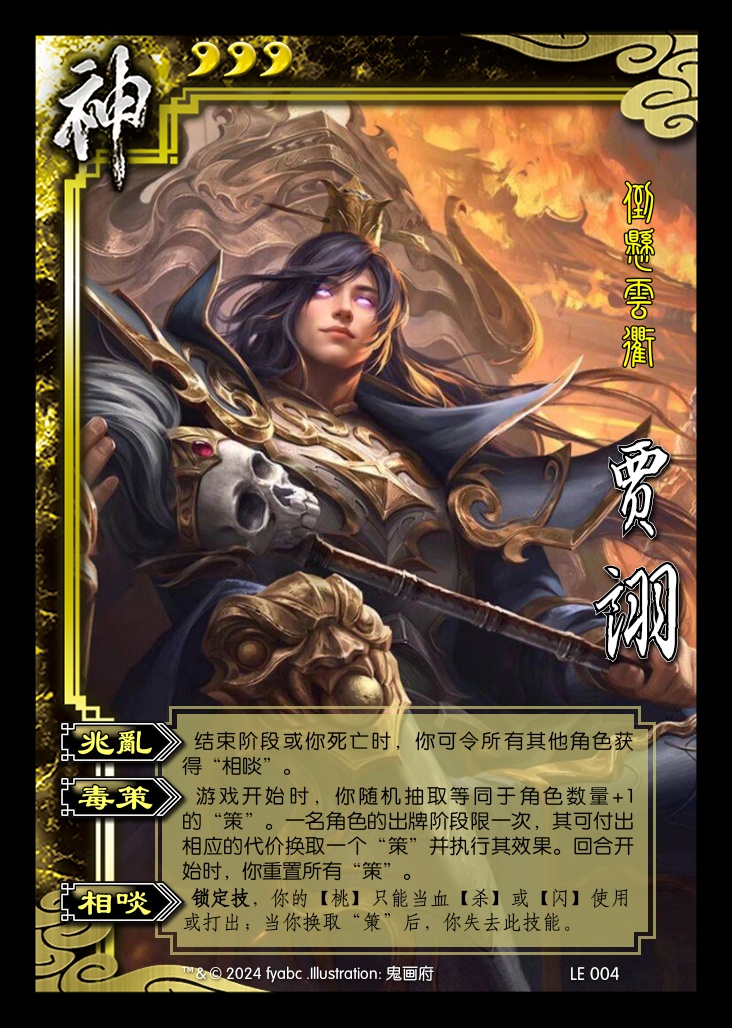 神
倒懸雲衢
贾诩
兆亂
结束阶段或你死亡时，你可令所有其他角色获
得“相啖”。
毒策
游戏开始时，你随机抽取等同于角色数量+1
的“策”。一名角色的出牌阶段限一次，其可付出
相应的代价换取一个“策”并执行其效果。回合开
始时，你重置所有“策”。
相啖
锁定技，你的【桃】只能当血【杀】或【闪】使用
或打出；当你换取“策”后，你失去此技能。
™ & © 2024 fyabc .Illustration: 鬼画府
LE 004